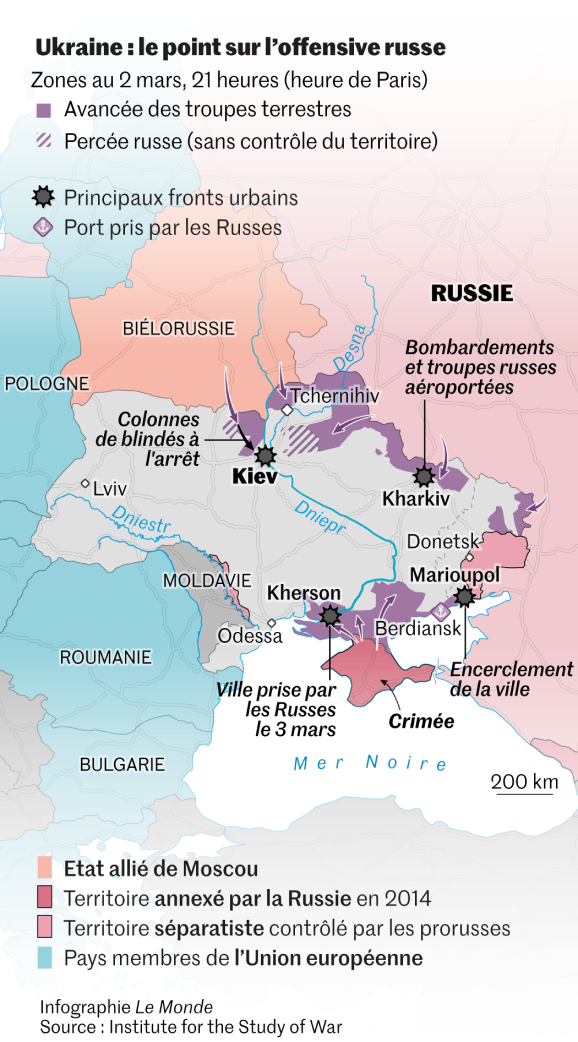 Ukraine : le point sur l'offensive russe
Zones au 2 mars, 21 heures (heure de Paris)
Avancée des troupes terrestres
Percée russe (sans contrôle du territoire)
Principaux fronts urbains
Port pris par les Russes
RUSSIE
BIÉLORUSSIE
Desna
Bombardements
et troupes russes
aéroportées
POLOGNE
Tchernihiv
Colonnes
de blindés à
l'arrêt
Kiev
Lviv
Kharkiv
Dniestr
Dniepr
Donetsk
MOLDAVIE
Marioupol
Kherson
Odessa
Berdiansk
ROUMANIE
Encerclement
de la ville
Ville prise par
les Russes
le 3 mars
Crimée
BULGARIE
Mer Noire
200 km
Etat allié de Moscou
Territoire annexé par la Russie en 2014
Territoire séparatiste contrôlé par les prorusses
Pays membres de l'Union européenne
Infographie Le Monde
Source : Institute for the Study of War